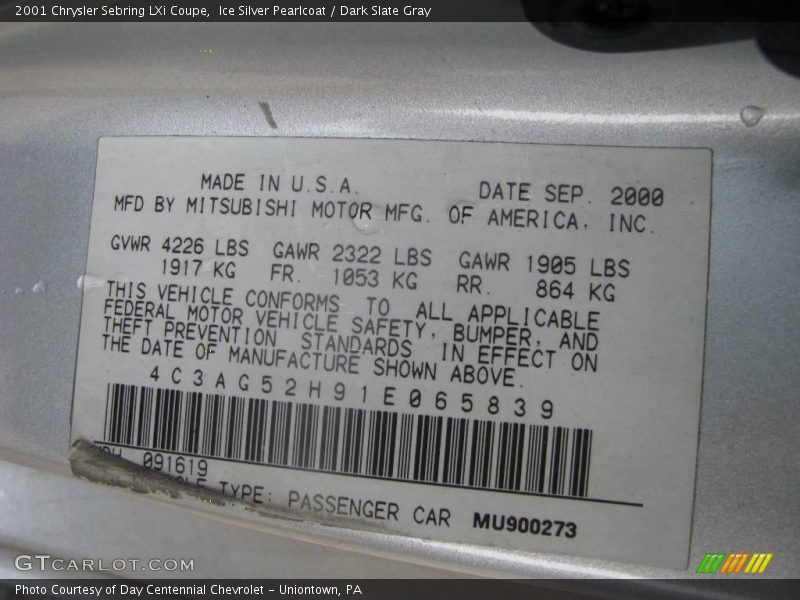 2001 Chrysler Sebring LXi Coupe,  Ice Silver Pearlcoat / Dark Slate Gray
MADE IN U.S.A. DATE SEP. 2000
MFD BY MITSUBISHI MOTOR MFG. OF AMERICA, INC.
GVWR 4226 LBS GAWR 2322 LBS GAWR 1905 LBS
1917 KG FR. 1053 KG RR. 864 KG
THIS VEHICLE CONFORMS TO ALL APPLICABLE
FEDERAL MOTOR VEHICLE SAFETY, BUMPER, AND
THEFT PREVENTION STANDARDS IN EFFECT ON
THE DATE OF MANUFACTURE SHOWN ABOVE.
4C3AG52H91E065839
091619
TYPE: PASSENGER CAR MU900273
GTCARLOT.COM
Photo Courtesy of Day Centennial Chevrolet - Uniontown, PA